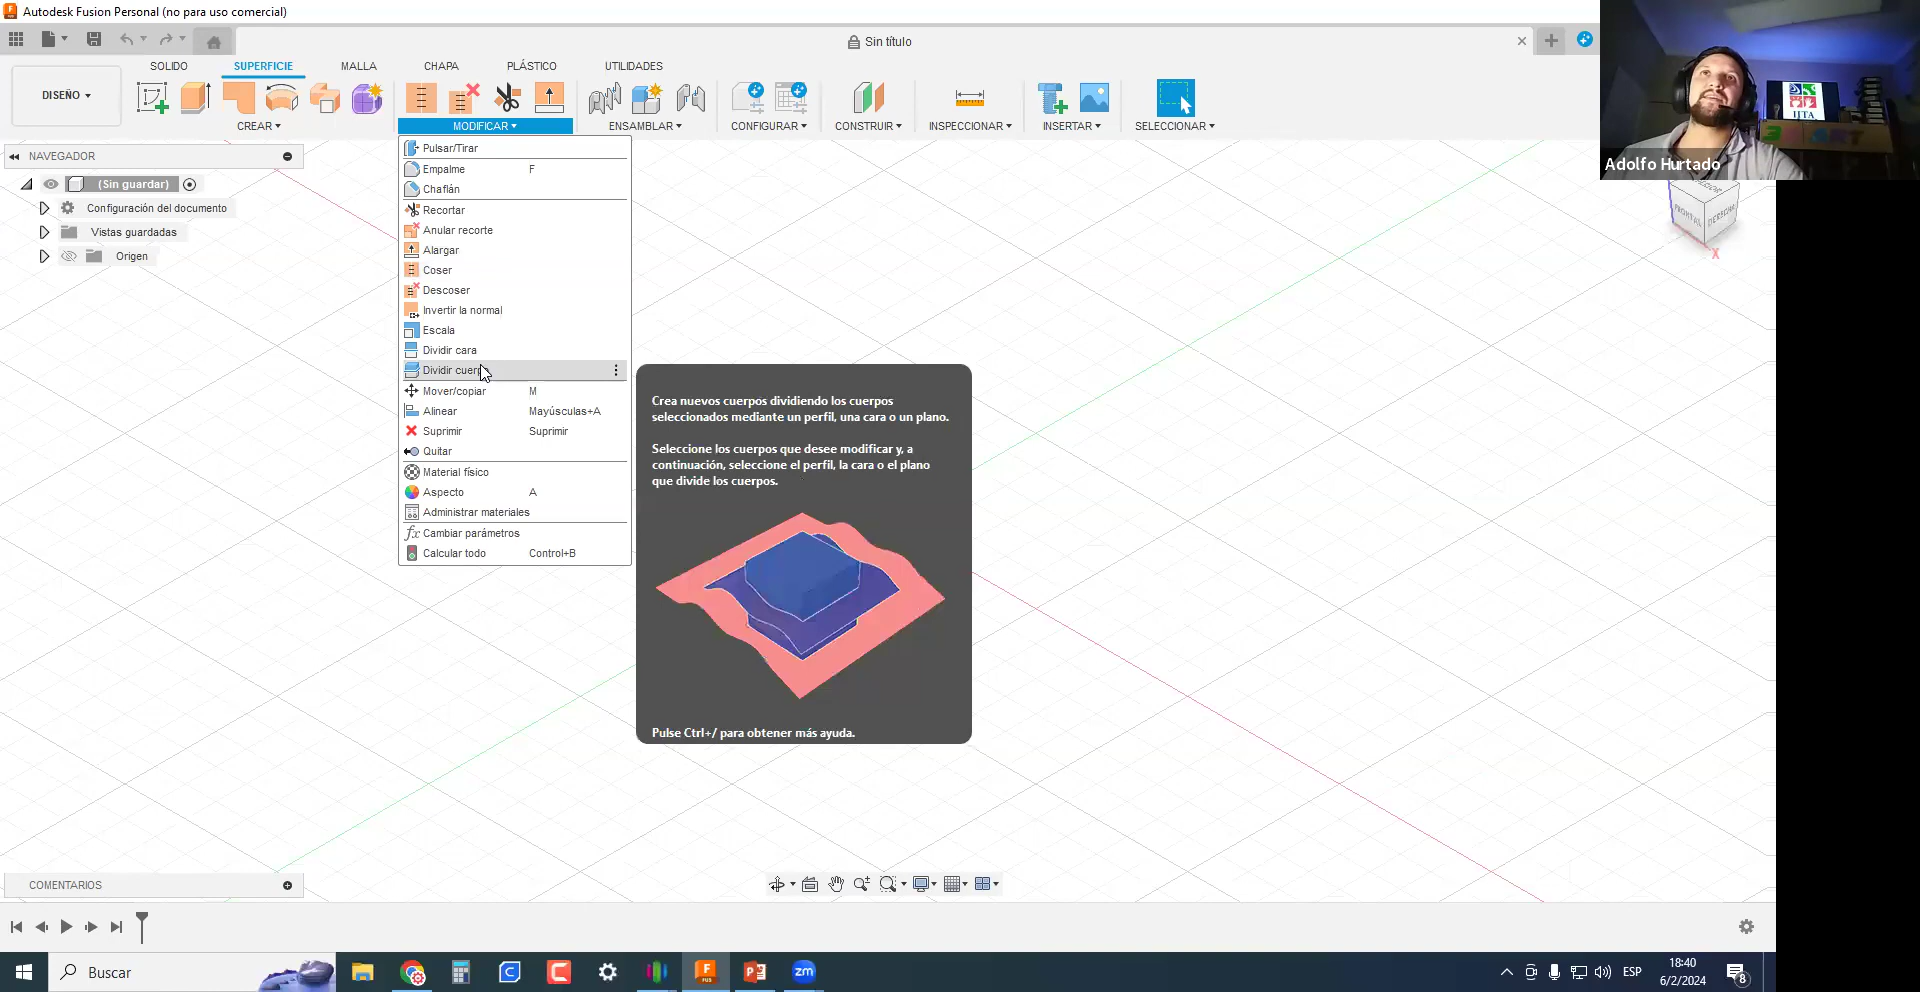 Autodesk Fusion Personal (no para uso comercial)
Sin título
Adolfo Hurtado
IITA
DISEÑO
SOLIDO
SUPERFICIE
MALLA
CHAPA
PLÁSTICO
UTILIDADES
CREAR
MODIFICAR
ENSAMBLAR
CONFIGURAR
CONSTRUIR
INSPECCIONAR
INSERTAR
SELECCIONAR
NAVEGADOR
(Sin guardar)
Configuración del documento
Vistas guardadas
Origen
Pulsar/Tirar
Empalme F
Chaflán
Recortar
Anular recorte
Alargar
Coser
Descoser
Invertir la normal
Escala
Dividir cara
Dividir
Mover/copiar M
Alinear Mayúsculas+A
Suprimir Suprimir
Quitar
Material físico
Aspecto A
Administrar materiales
fx Cambiar parámetros
Calcular todo Control+B
Crea nuevos cuerpos dividiendo los cuerpos
seleccionados mediante un perfil, una cara o un plano.
Seleccione los cuerpos que desee modificar y, a
continuación, seleccione el perfil, la cara o el plano
que divide los cuerpos.
Pulse Ctrl+/ para obtener más ayuda.
FRONTAL
X
COMENTARIOS
Buscar
zm
ESP
18:40
6/2/2024
8